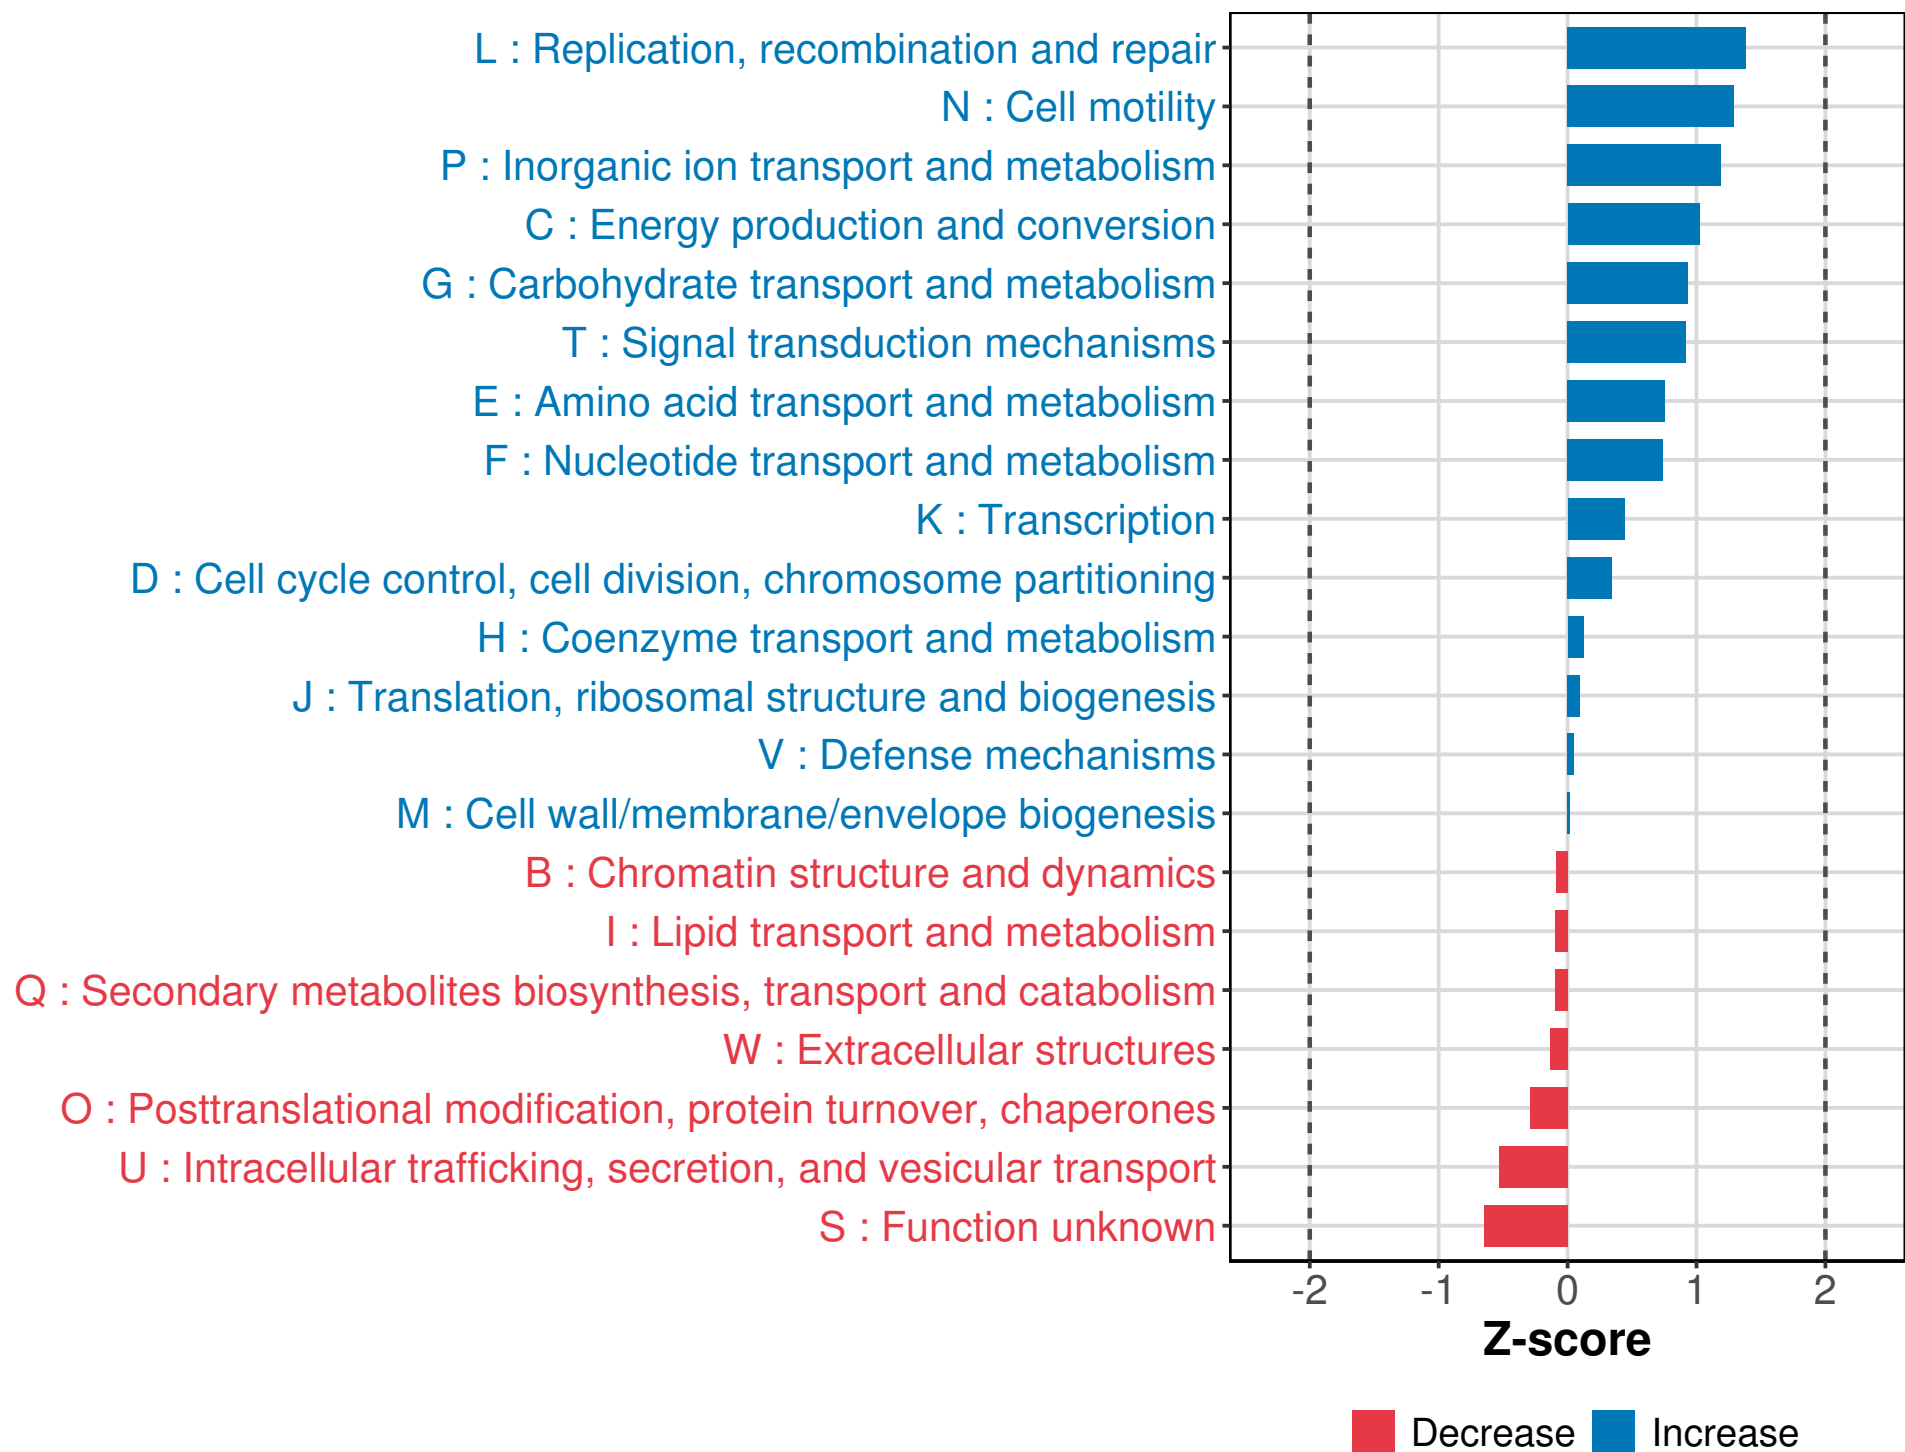 L : Replication, recombination and repair
N : Cell motility
P : Inorganic ion transport and metabolism
C : Energy production and conversion
G : Carbohydrate transport and metabolism
T : Signal transduction mechanisms
E : Amino acid transport and metabolism
F : Nucleotide transport and metabolism
K : Transcription
D : Cell cycle control, cell division, chromosome partitioning
H : Coenzyme transport and metabolism
J : Translation, ribosomal structure and biogenesis
V : Defense mechanisms
M : Cell wall/membrane/envelope biogenesis
B : Chromatin structure and dynamics
I : Lipid transport and metabolism
Q : Secondary metabolites biosynthesis, transport and catabolism
W : Extracellular structures
O : Posttranslational modification, protein turnover, chaperones
U : Intracellular trafficking, secretion, and vesicular transport
S : Function unknown
-2 -1 0 1 2
Z-score
Decrease Increase